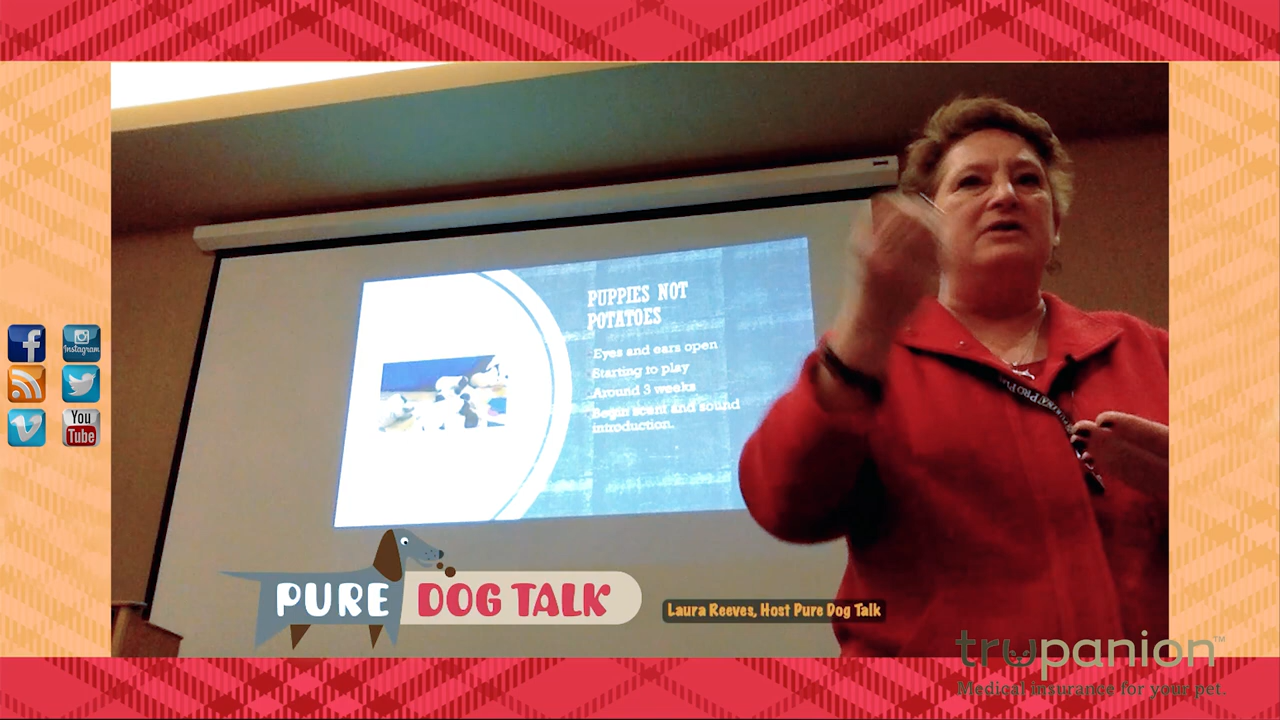 PUPPIES NOT
POTATOES
Eyes and ears open
Starting to play
Around 3 weeks
Begin scent and sound
introduction.
Instagram
You
Tube
PURE DOG TALK
Laura Reeves, Host Pure Dog Talk
trupanion™
Medical insurance for your pet.